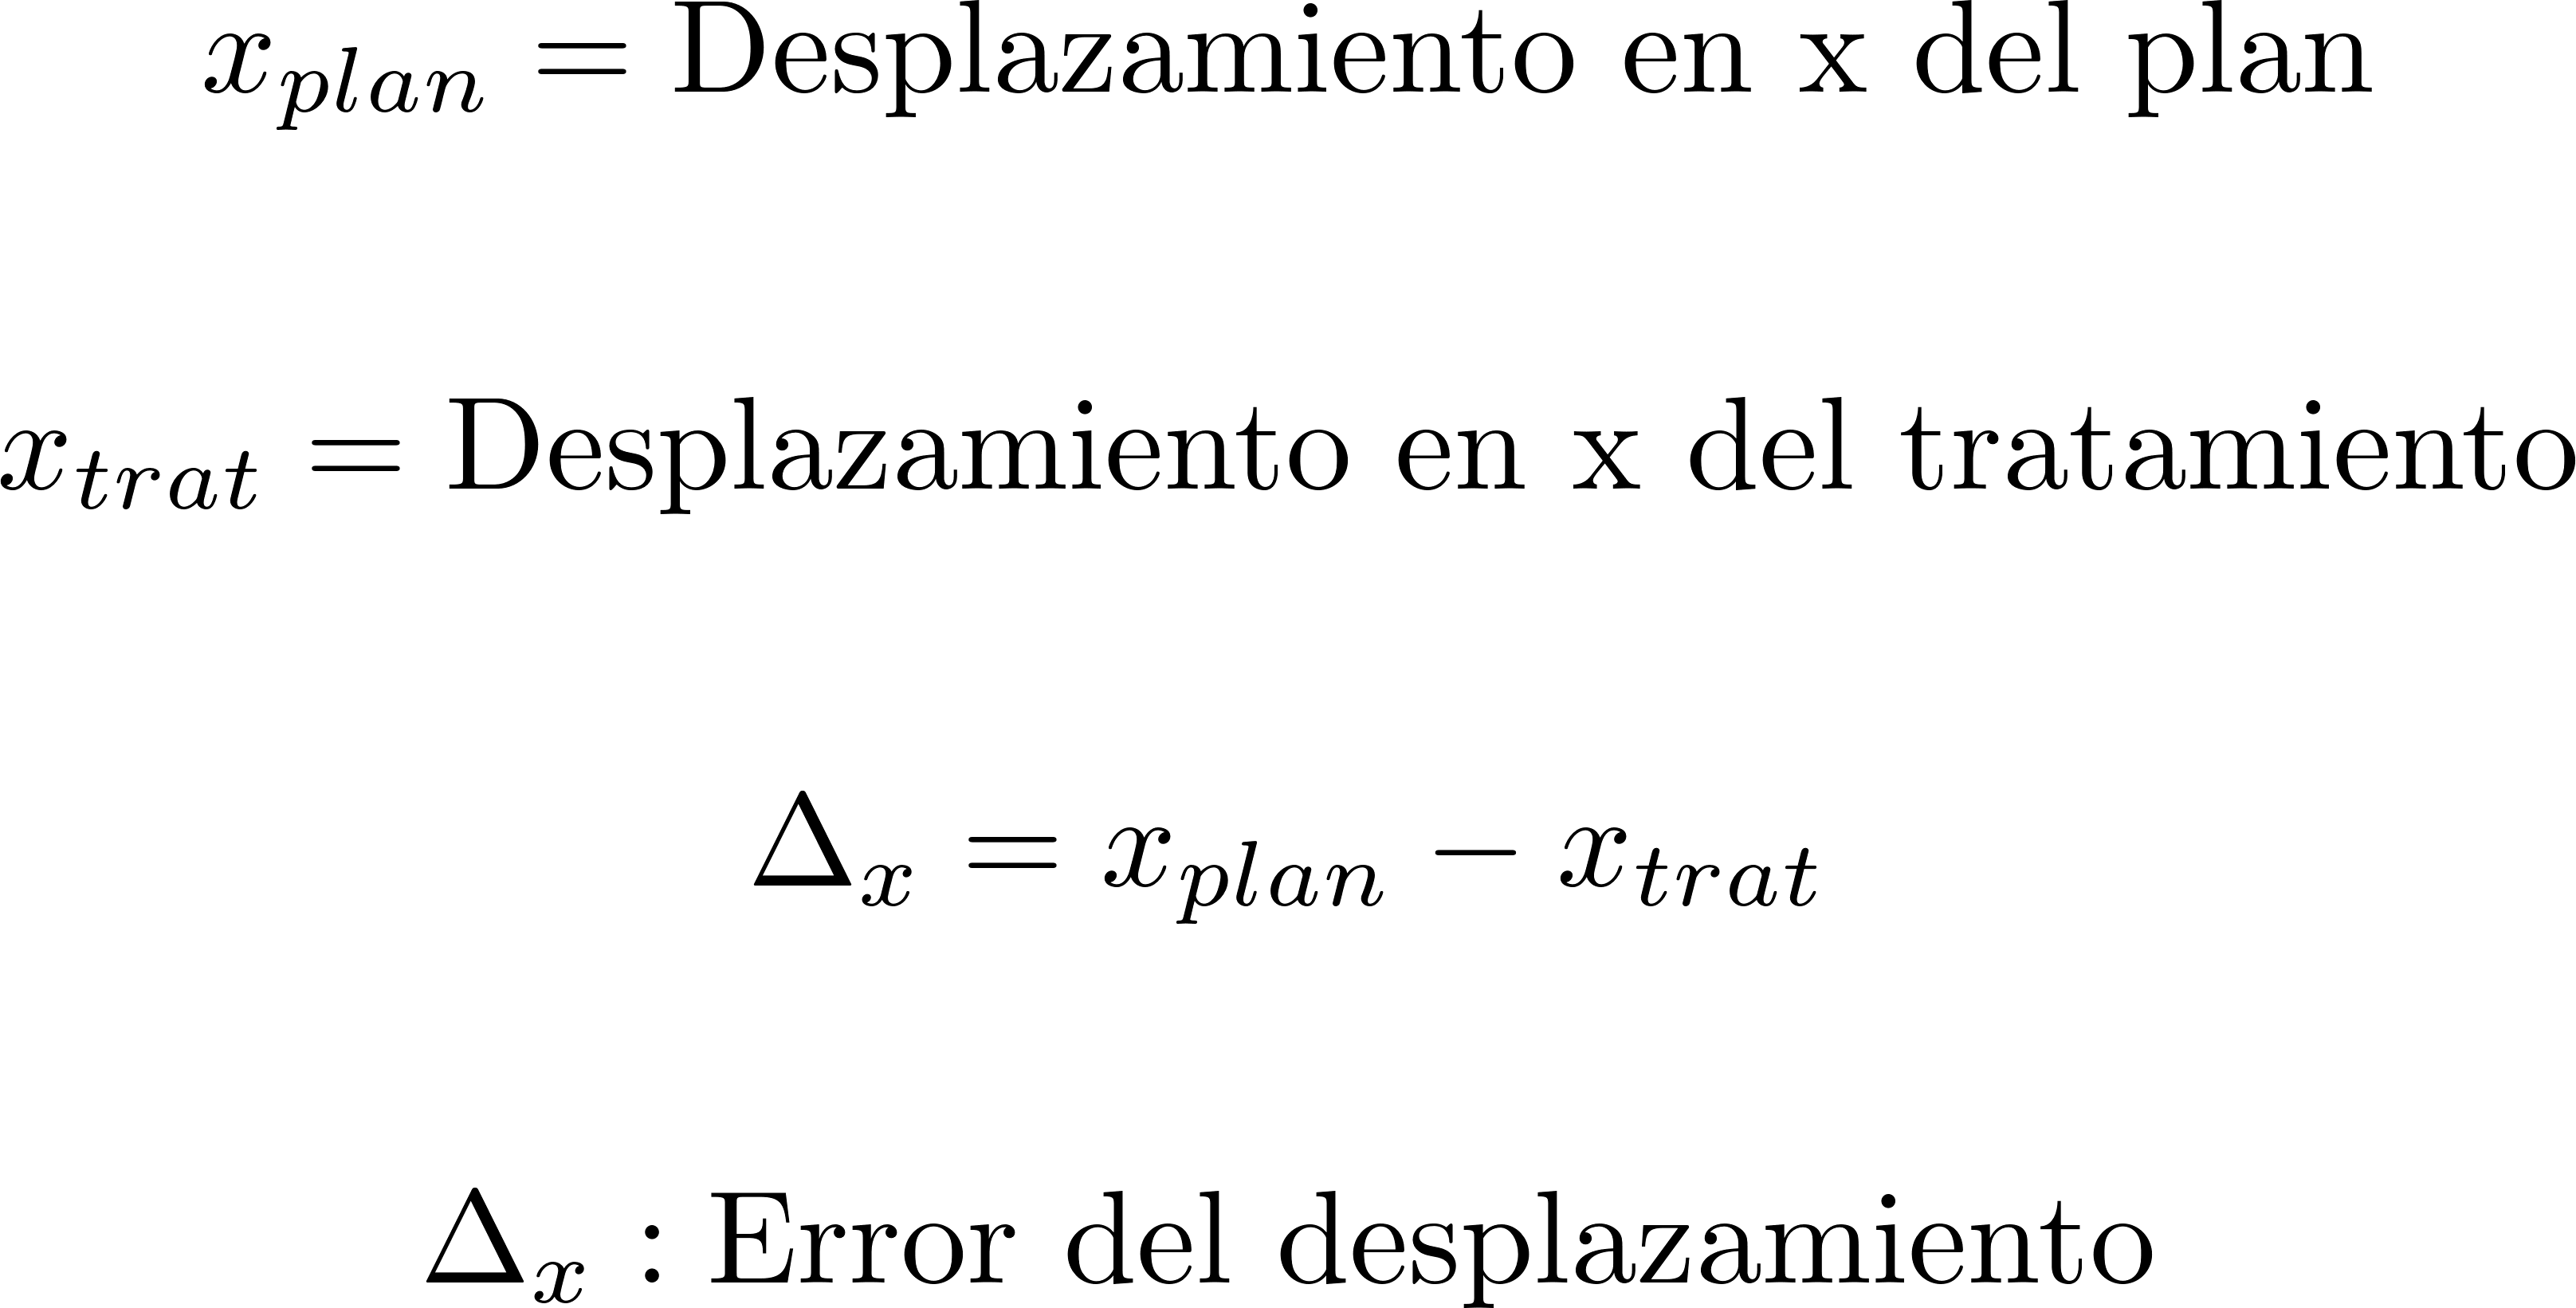 x_{plan} = Desplazamiento en x del plan
x_{trat} = Desplazamiento en x del tratamiento
Δ_x = x_{plan} − x_{trat}
Δ_x : Error del desplazamiento